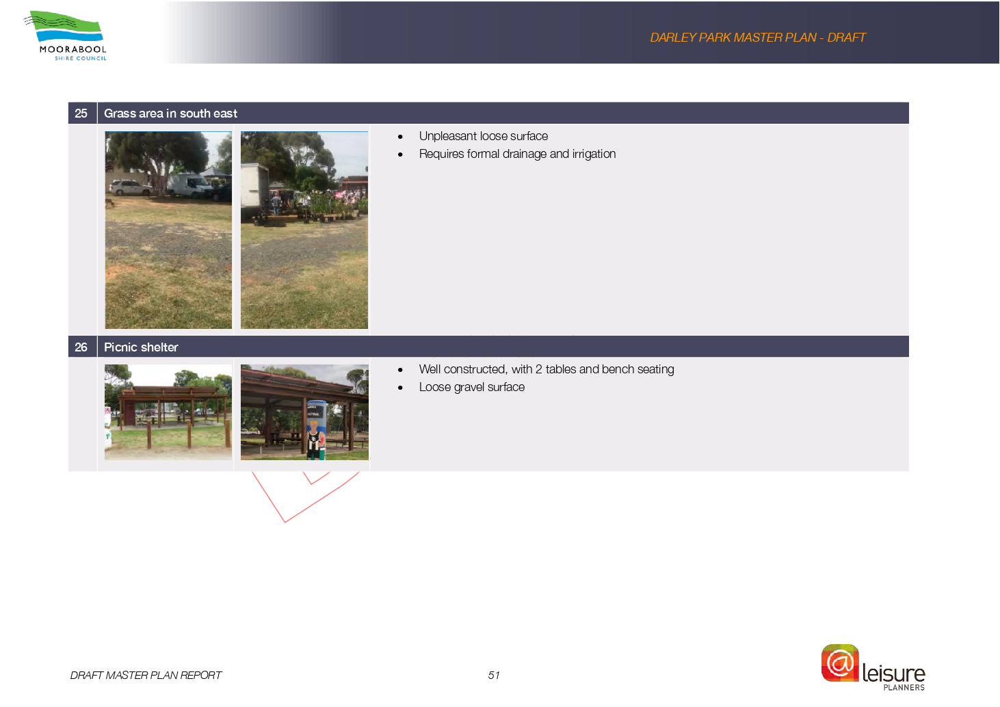 MOORABOOL
SHIRE COUNCIL
DARLEY PARK MASTER PLAN - DRAFT
25 Grass area in south east
• Unpleasant loose surface
• Requires formal drainage and irrigation
26 Picnic shelter
• Well constructed, with 2 tables and bench seating
• Loose gravel surface
DRAFT MASTER PLAN REPORT
51
@leisure
PLANNERS